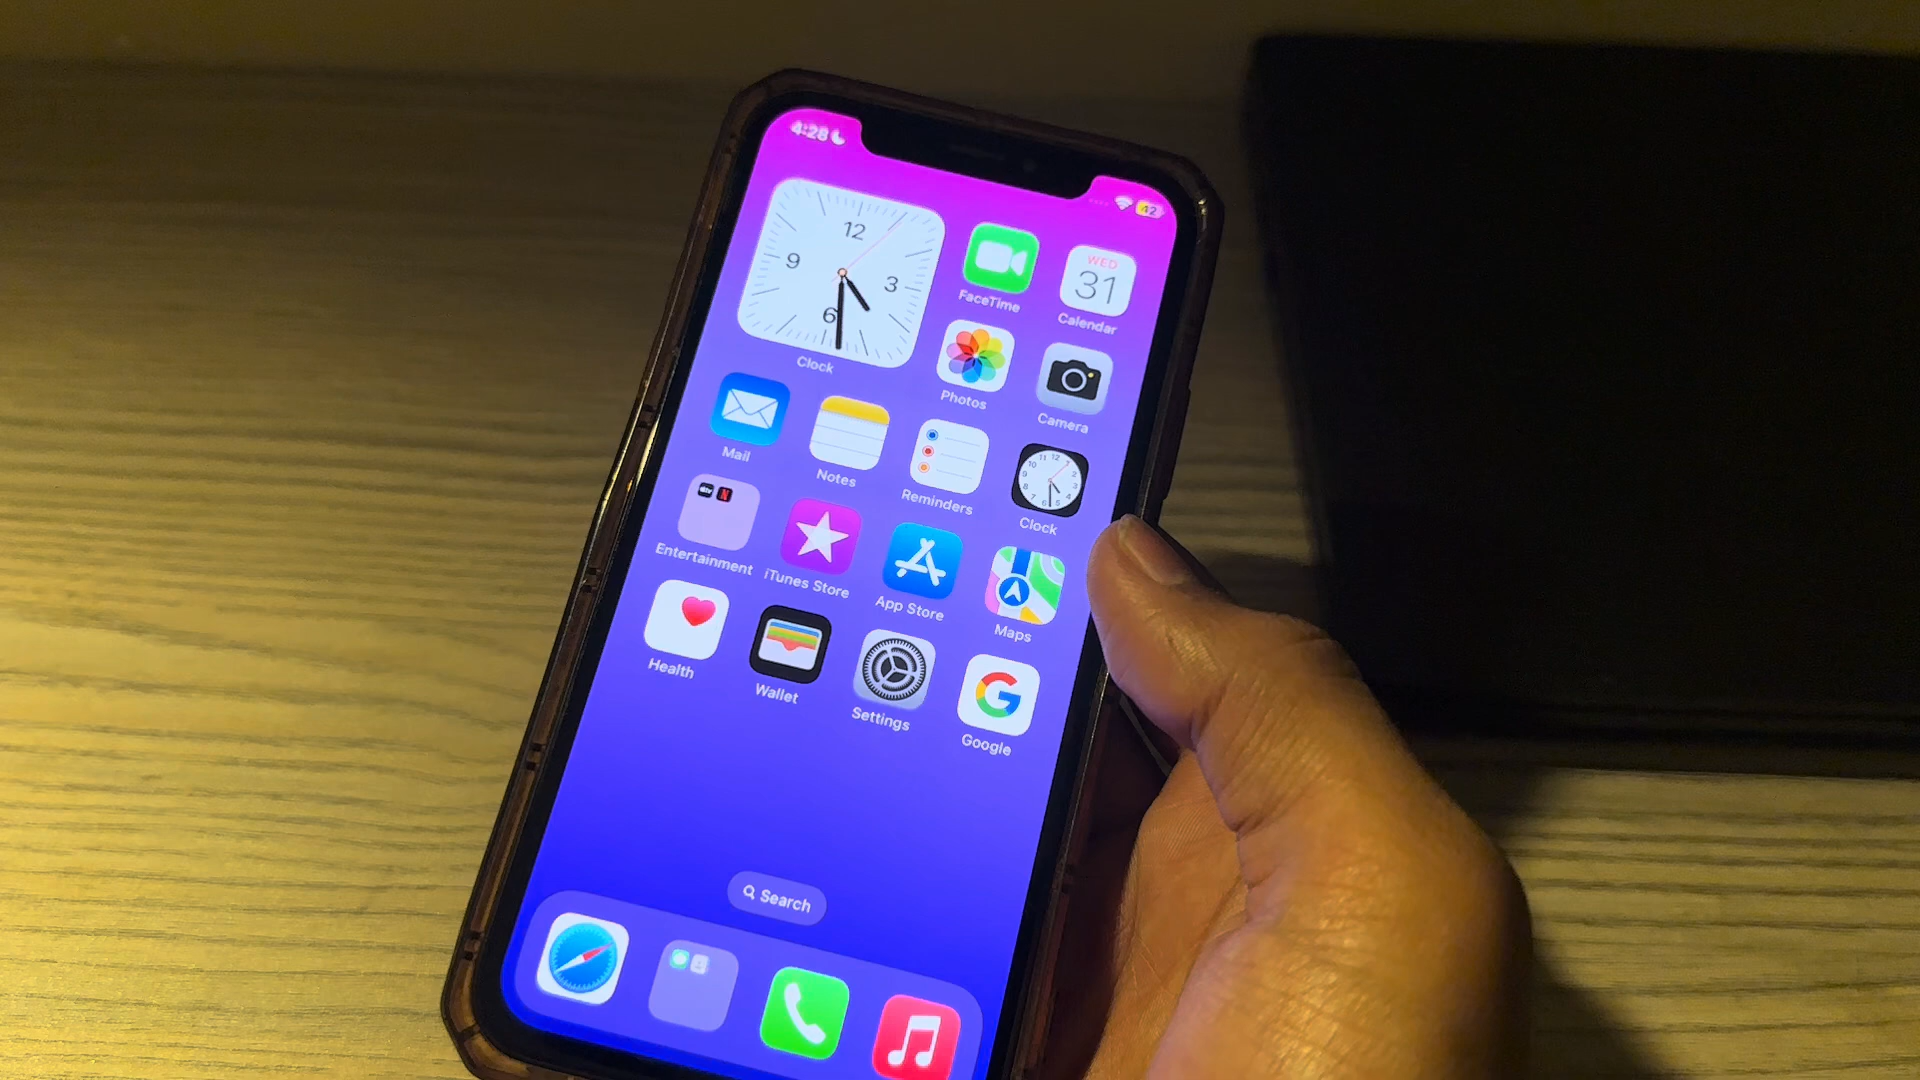 4:28
42
12
9
3
6
Clock
FaceTime
WED
31
Calendar
Photos
Camera
Mail
Notes
Reminders
Clock
Entertainment
iTunes Store
App Store
Maps
Health
Wallet
Settings
Google
Search